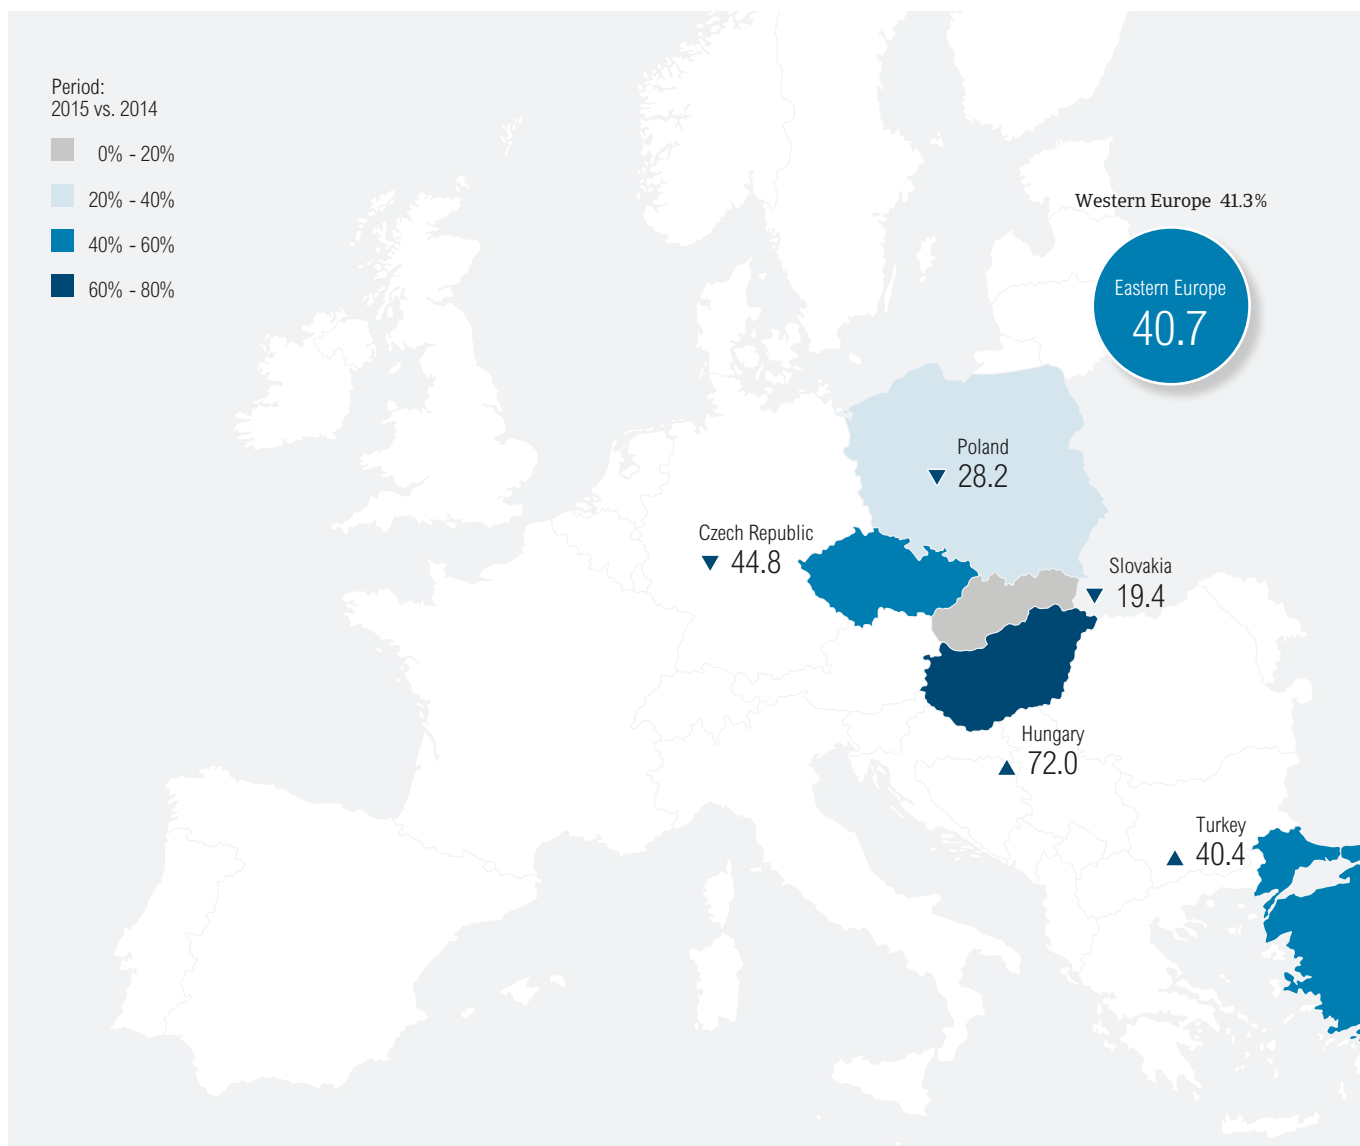 Period:
2015 vs. 2014
0% - 20%
20% - 40%
40% - 60%
60% - 80%
Western Europe 41.3%
Eastern Europe
40.7
Poland
▼ 28.2
Czech Republic
▼ 44.8
Slovakia
▼ 19.4
Hungary
▲ 72.0
Turkey
▲ 40.4